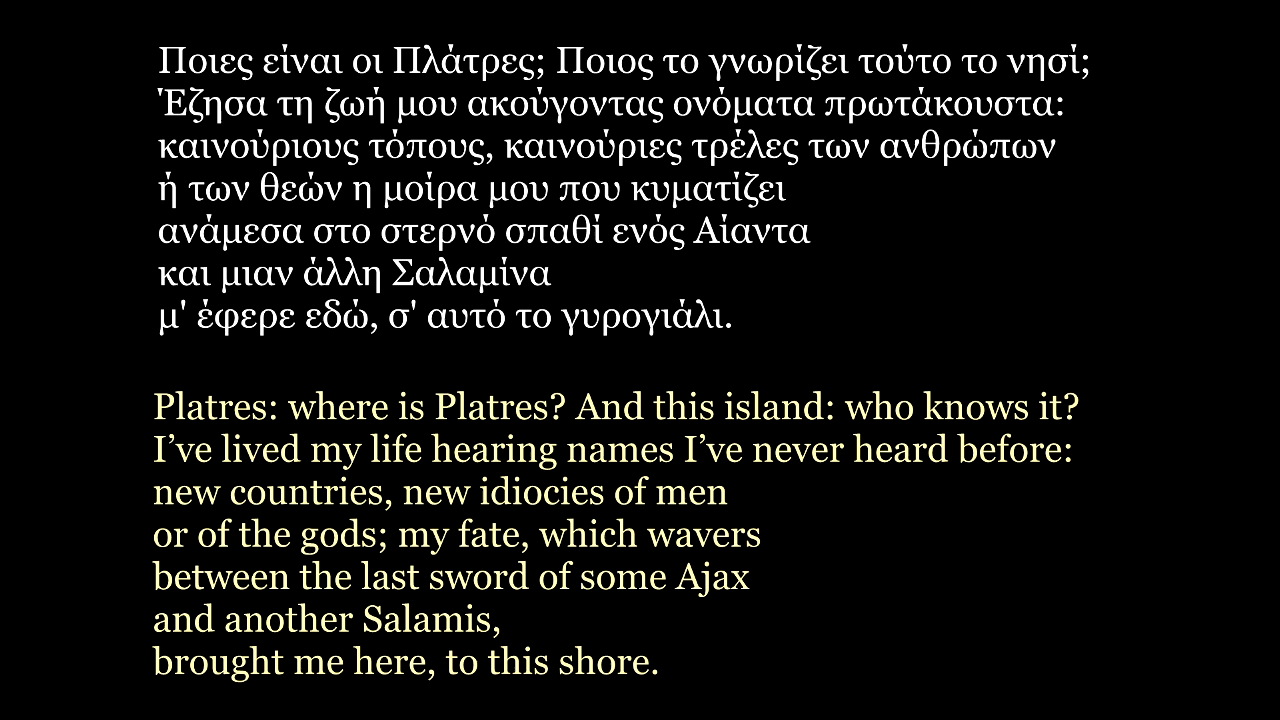 Ποιες είναι οι Πλάτρες; Ποιος το γνωρίζει τούτο το νησί;
Έζησα τη ζωή μου ακούγοντας ονόματα πρωτάκουστα:
καινούριους τόπους, καινούριες τρέλες των ανθρώπων
ή των θεών η μοίρα μου που κυματίζει
ανάμεσα στο στερνό σπαθί ενός Αίαντα
και μιαν άλλη Σαλαμίνα
μ' έφερε εδώ, σ' αυτό το γυρογιάλι.
Platres: where is Platres? And this island: who knows it?
I’ve lived my life hearing names I’ve never heard before:
new countries, new idiocies of men
or of the gods; my fate, which wavers
between the last sword of some Ajax
and another Salamis,
brought me here, to this shore.